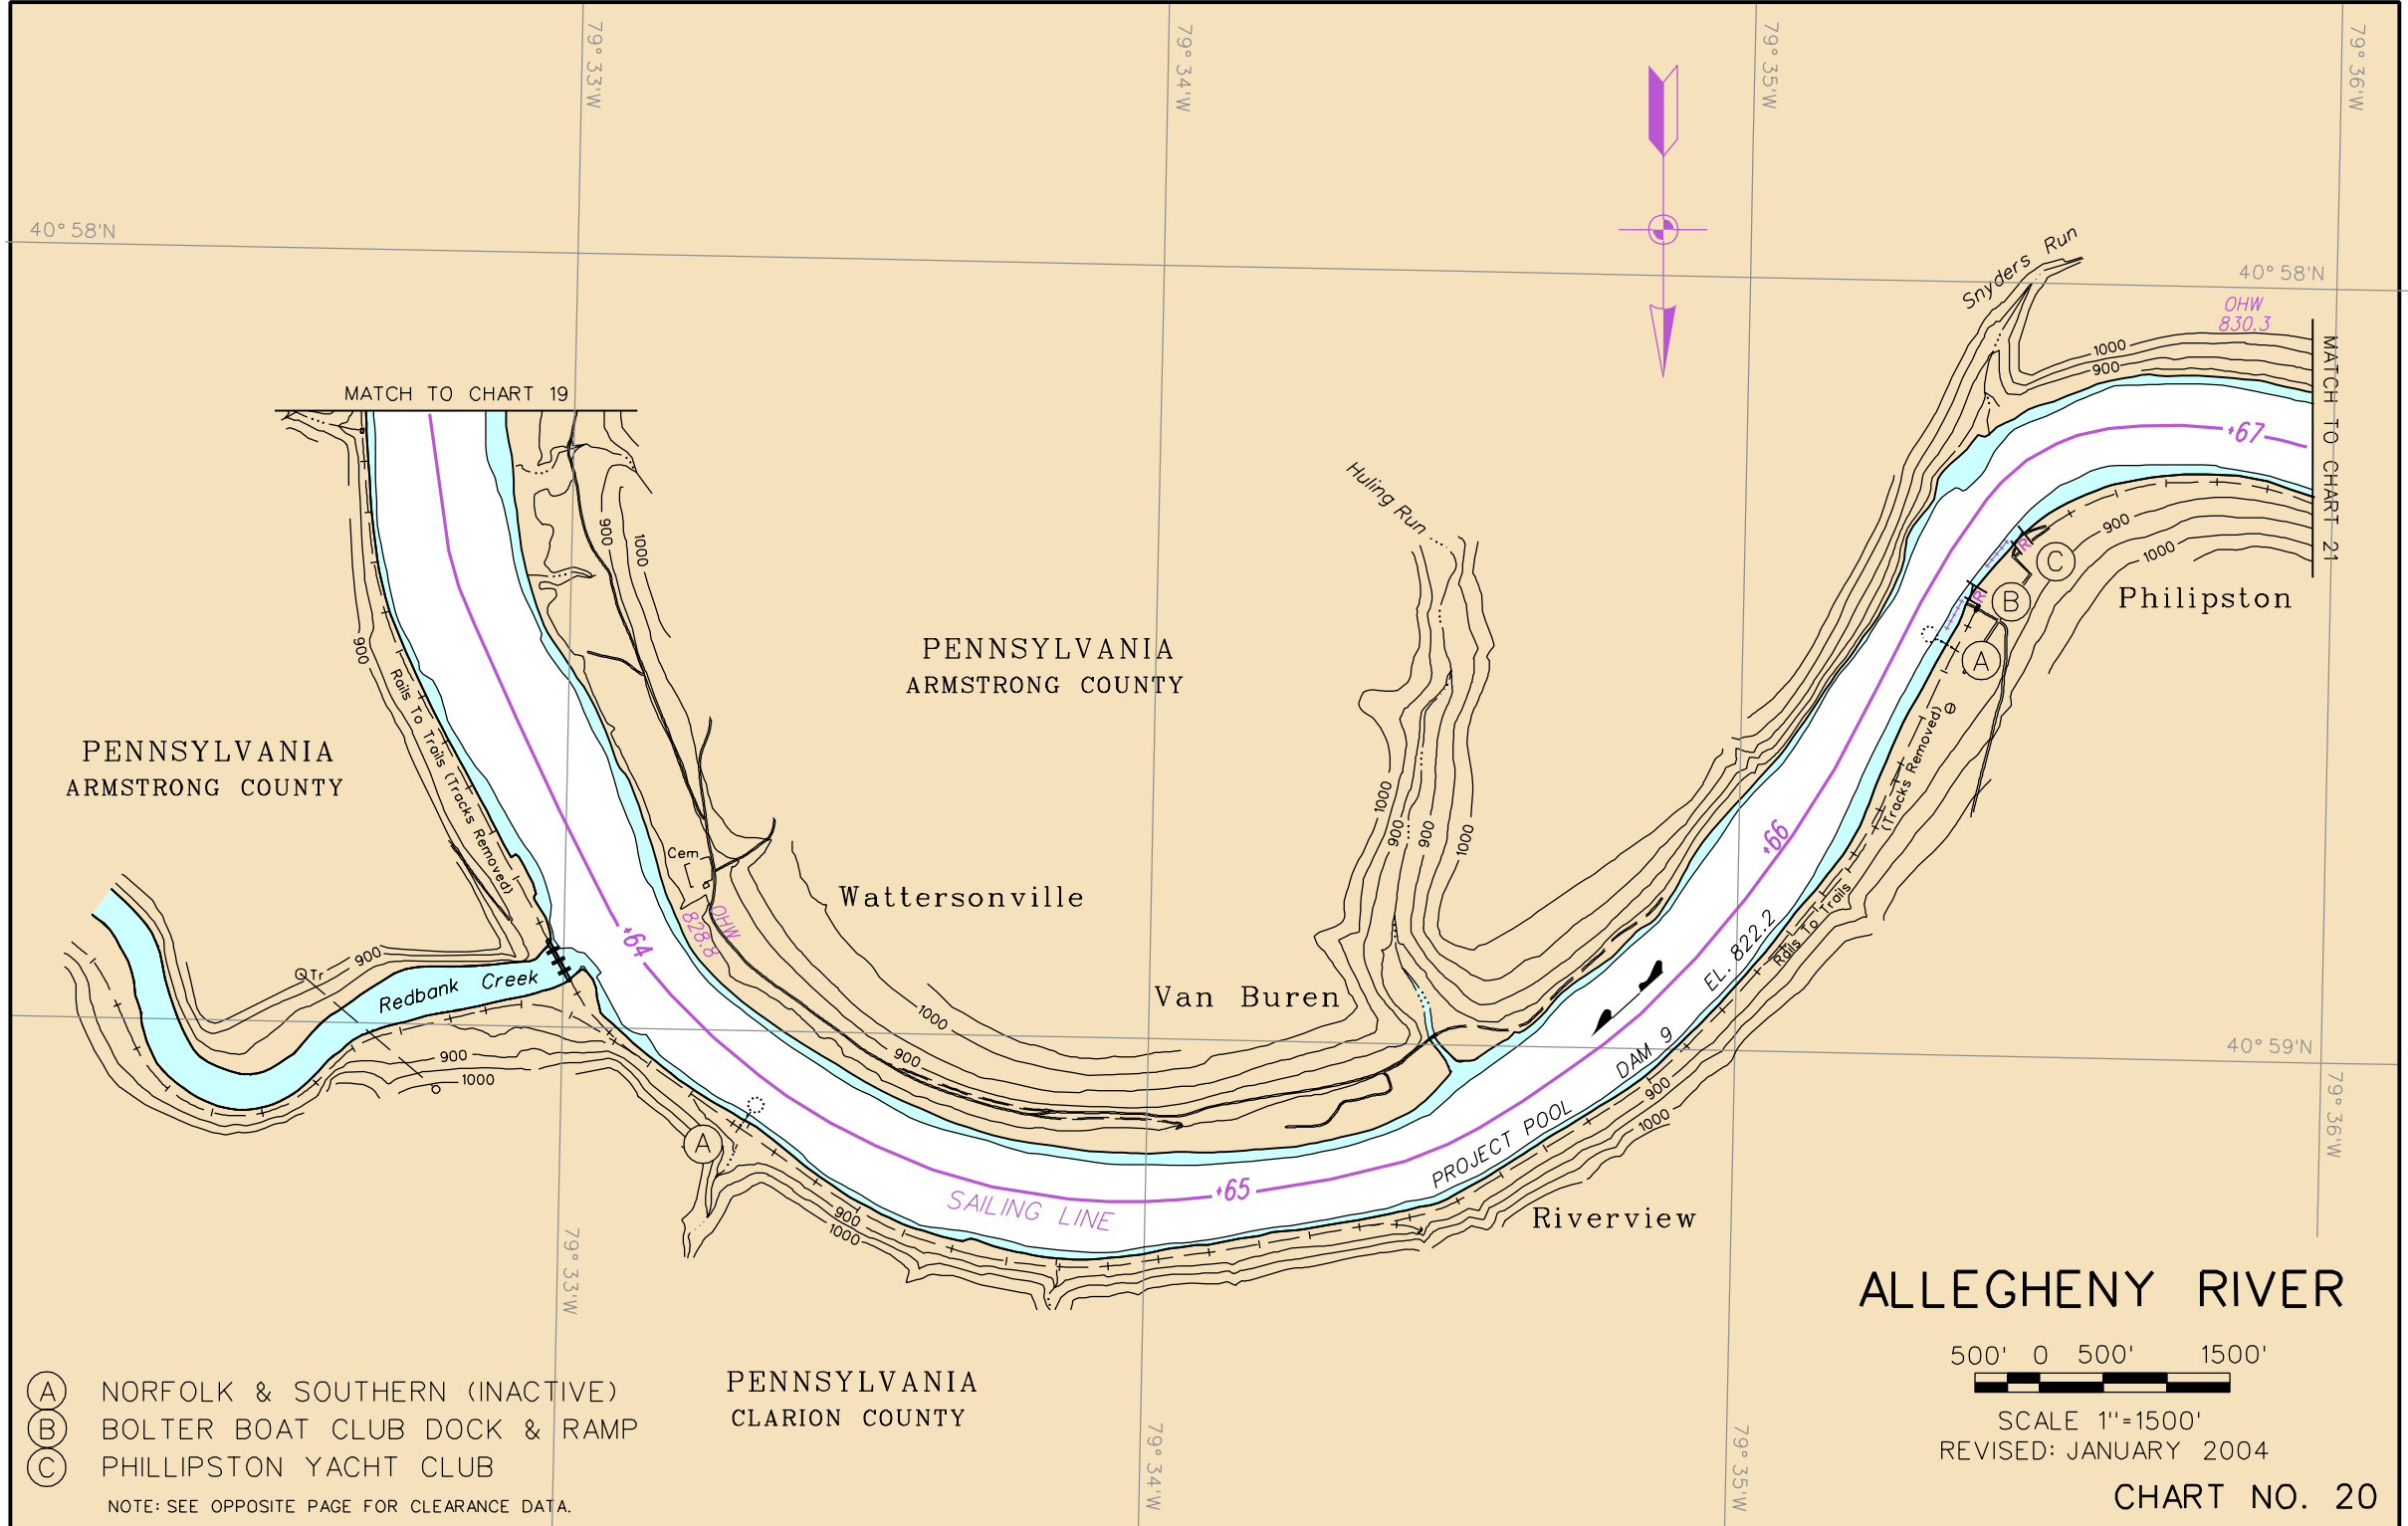 79° 33'W
79° 34'W
79° 35'W
79° 36'W
40° 58'N
40° 58'N
Snyders Run
OHW
830.3
MATCH TO CHART 19
1000
900
+67
MATCH TO CHART 21
Huling Run
900
1000
900
1000
R
C
R
B
A
Philipston
PENNSYLVANIA
ARMSTRONG COUNTY
900
Rails To Trails (Tracks Removed)
PENNSYLVANIA
ARMSTRONG COUNTY
1000
900
900
1000
+66
Rails To Trails (Tracks Removed)
Cem
Wattersonville
OHW
828.8
+64
Tr
900
Redbank Creek
Van Buren
1000
900
EL. 822.2
DAM 9
PROJECT POOL
40° 59'N
900
1000
900
1000
A
79° 36'W
SAILING LINE
+65
900
1000
Riverview
79° 33'W
ALLEGHENY RIVER
500' 0 500' 1500'
SCALE 1"=1500'
REVISED: JANUARY 2004
CHART NO. 20
PENNSYLVANIA
CLARION COUNTY
79° 34'W
79° 35'W
A NORFOLK & SOUTHERN (INACTIVE)
B BOLTER BOAT CLUB DOCK & RAMP
C PHILLIPSTON YACHT CLUB
NOTE: SEE OPPOSITE PAGE FOR CLEARANCE DATA.